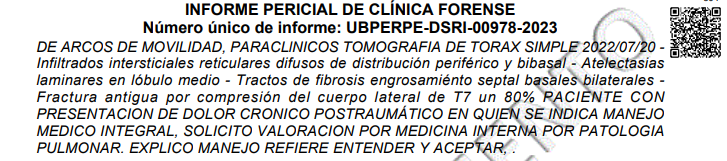 INFORME PERICIAL DE CLÍNICA FORENSE
Número único de informe: UBPERPE-DSRI-00978-2023
DE ARCOS DE MOVILIDAD, PARACLINICOS TOMOGRAFIA DE TORAX SIMPLE 2022/07/20 -
Infiltrados intersticiales reticulares difusos de distribución periférico y bibasal - Atelectasias
laminares en lóbulo medio - Tractos de fibrosis engrosamiénto septal basales bilaterales -
Fractura antigua por compresión del cuerpo lateral de T7 un 80% PACIENTE CON
PRESENTACION DE DOLOR CRONICO POSTRAUMÁTICO EN QUIEN SE INDICA MANEJO
MEDICO INTEGRAL, SOLICITO VALORACION POR MEDICINA INTERNA POR PATOLOGIA
PULMONAR. EXPLICO MANEJO REFIERE ENTENDER Y ACEPTAR, .